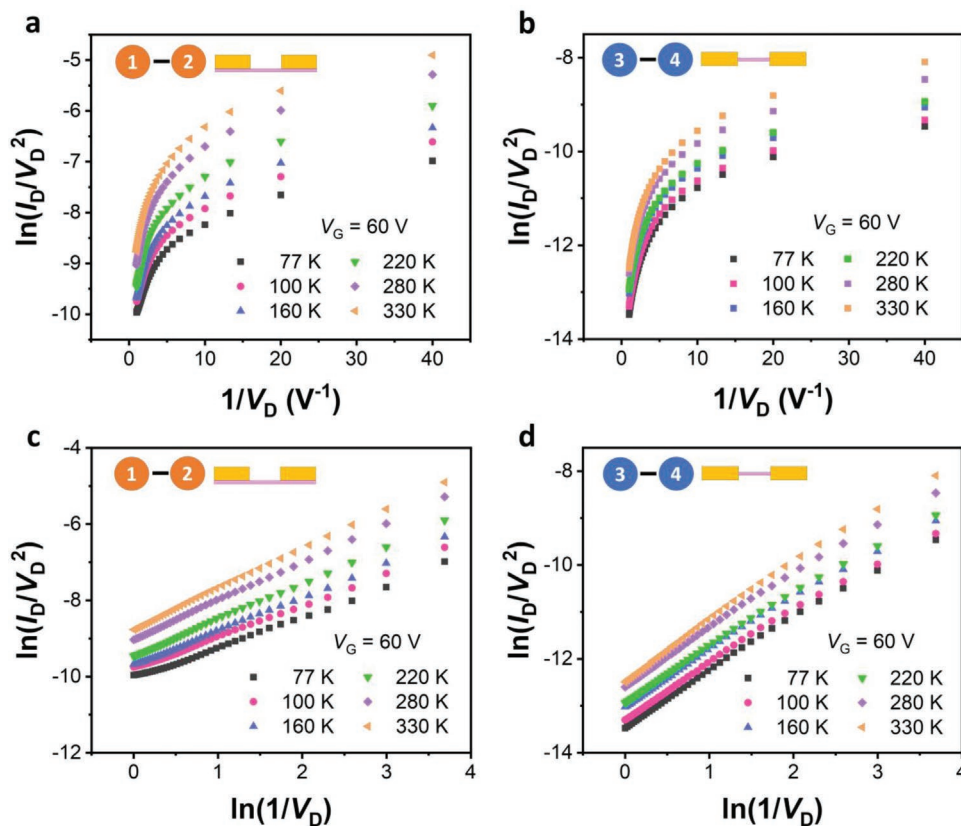 a
1 2
ln(I_D/V_D^2)
-5
-6
-7
-8
-9
-10
V_G = 60 V
77 K 220 K
100 K 280 K
160 K 330 K
0 10 20 30 40
1/V_D (V^-1)
b
3 4
ln(I_D/V_D^2)
-8
-10
-12
-14
V_G = 60 V
77 K 220 K
100 K 280 K
160 K 330 K
0 10 20 30 40
1/V_D (V^-1)
c
1 2
ln(I_D/V_D^2)
-4
-6
-8
-10
-12
V_G = 60 V
77 K 220 K
100 K 280 K
160 K 330 K
0 1 2 3 4
ln(1/V_D)
d
3 4
ln(I_D/V_D^2)
-8
-10
-12
-14
V_G = 60 V
77 K 220 K
100 K 280 K
160 K 330 K
0 1 2 3 4
ln(1/V_D)